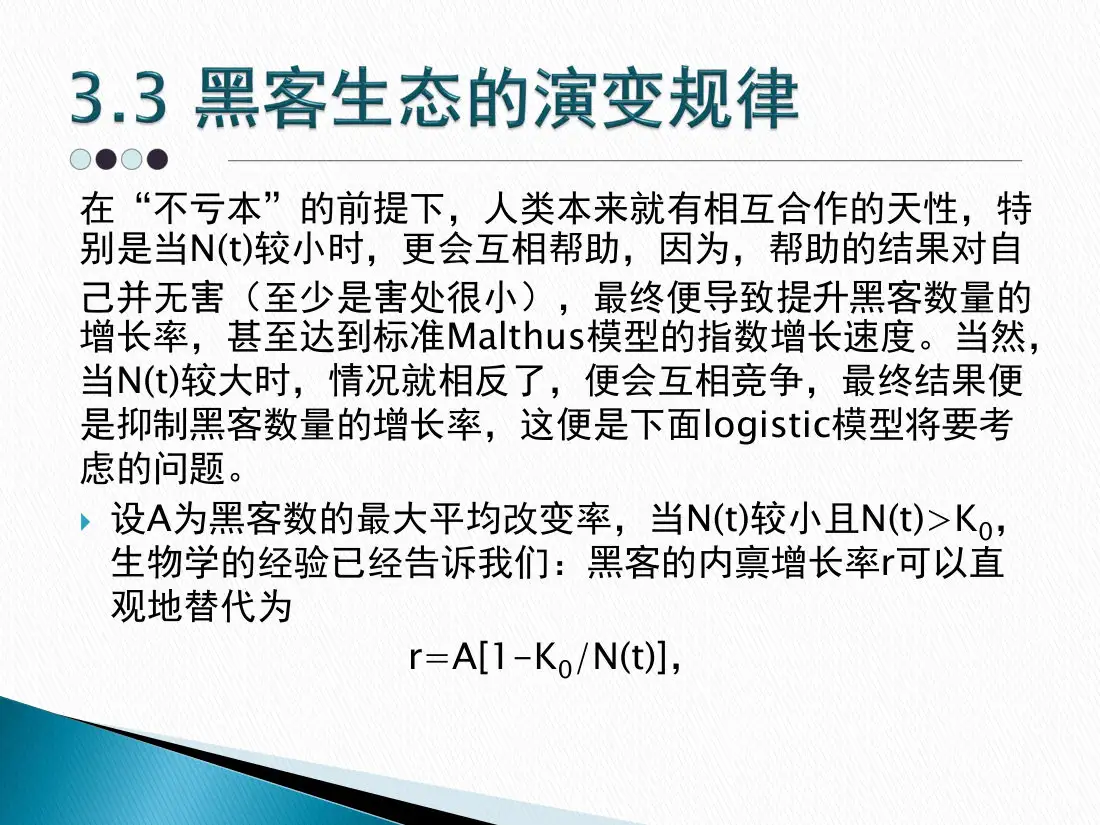 3.3 黑客生态的演变规律
在“不亏本”的前提下，人类本来就有相互合作的天性，特
别是当N(t)较小时，更会互相帮助，因为，帮助的结果对自
己并无害（至少是害处很小），最终便导致提升黑客数量的
增长率，甚至达到标准Malthus模型的指数增长速度。当然，
当N(t)较大时，情况就相反了，便会互相竞争，最终结果便
是抑制黑客数量的增长率，这便是下面logistic模型将要考
虑的问题。
设A为黑客数的最大平均改变率，当N(t)较小且N(t)>K₀，
生物学的经验已经告诉我们：黑客的内禀增长率r可以直
观地替代为
r=A[1-K₀/N(t)]，